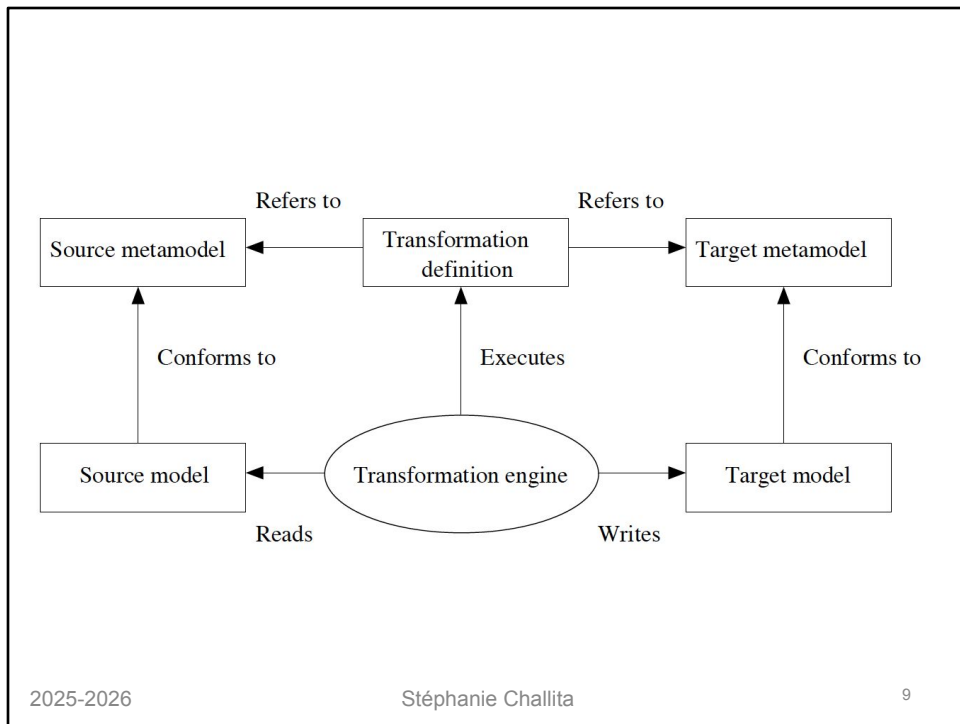 Refers to
Refers to
Source metamodel
Transformation
definition
Target metamodel
Conforms to
Executes
Conforms to
Source model
Transformation engine
Target model
Reads
Writes
2025-2026
Stéphanie Challita
9